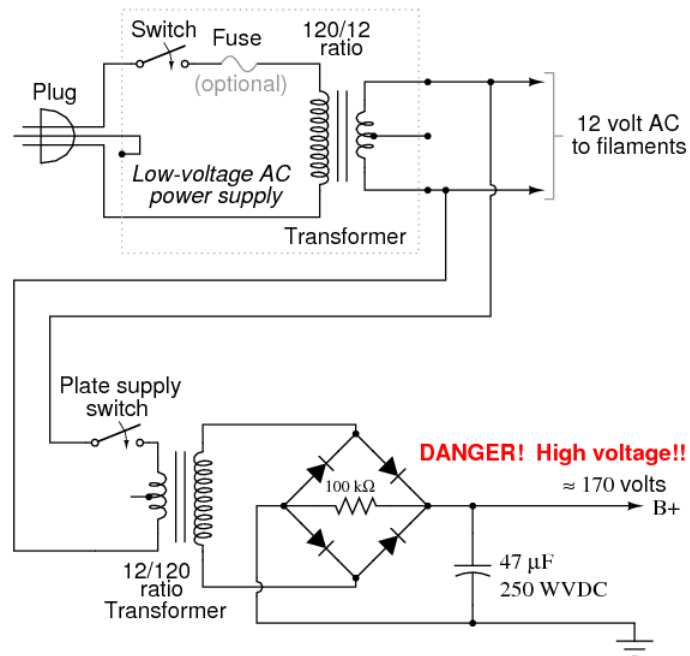 Switch
Fuse
(optional)
120/12
ratio
Plug
Low-voltage AC
power supply
12 volt AC
to filaments
Transformer
Plate supply
switch
DANGER! High voltage!!
100 kΩ
≈ 170 volts
B+
47 μF
250 WVDC
12/120
ratio
Transformer